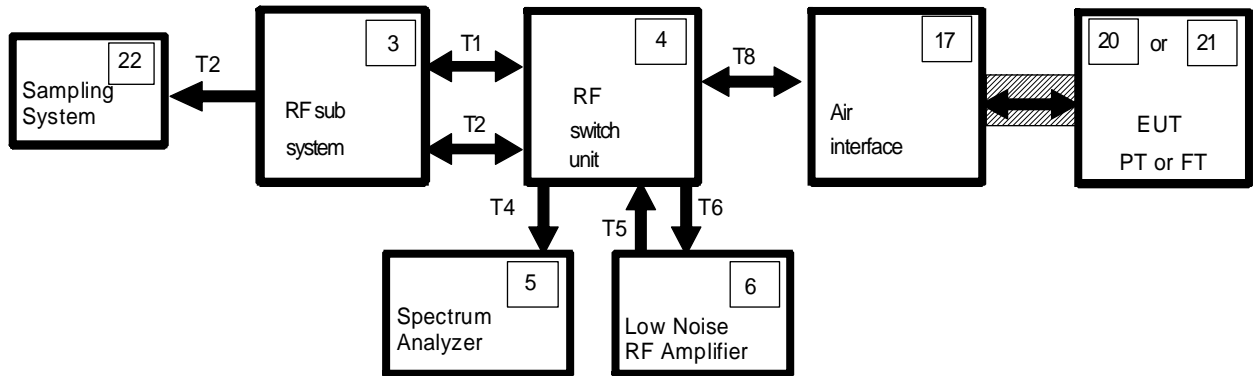 22
Sampling
System
T2
3
RF sub
system
T1
T2
4
RF
switch
unit
T8
17
Air
interface
20 or 21
EUT
PT or FT
T4
T5
T6
5
Spectrum
Analyzer
6
Low Noise
RF Amplifier